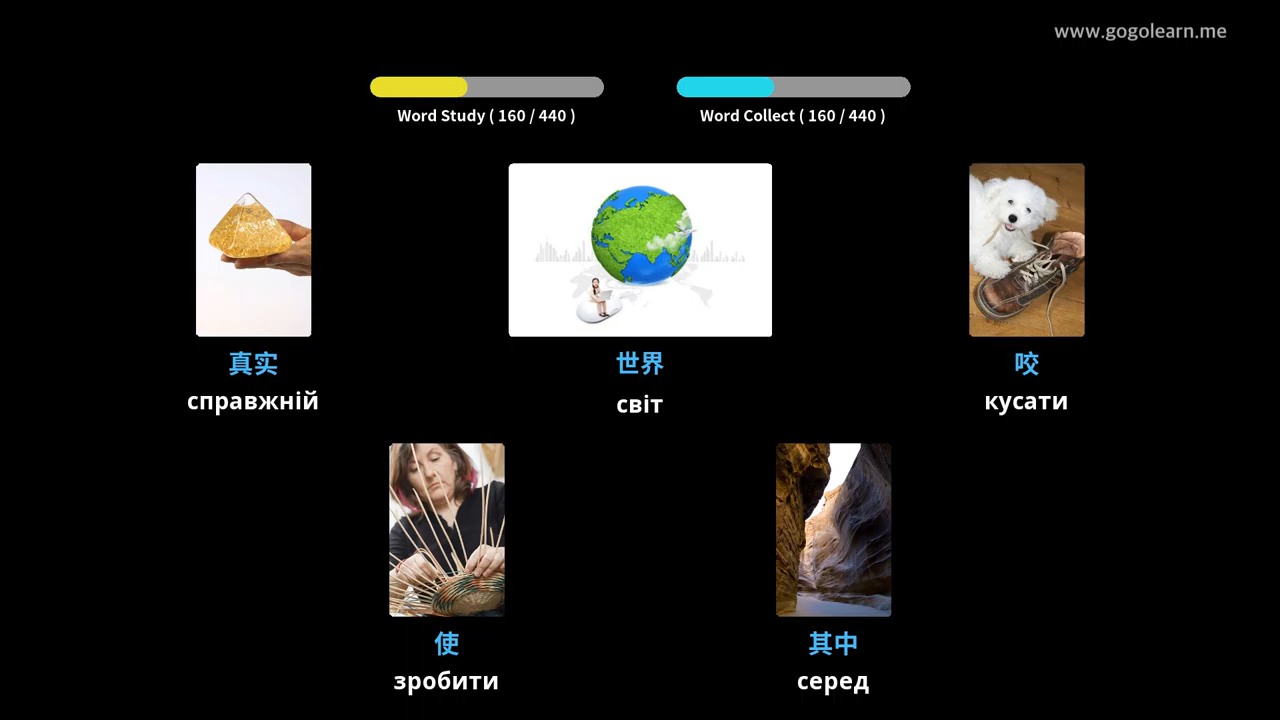 www.gogolearn.me
Word Study ( 160 / 440 )
Word Collect ( 160 / 440 )
真实
справжній
世界
світ
咬
кусати
使
зробити
其中
серед